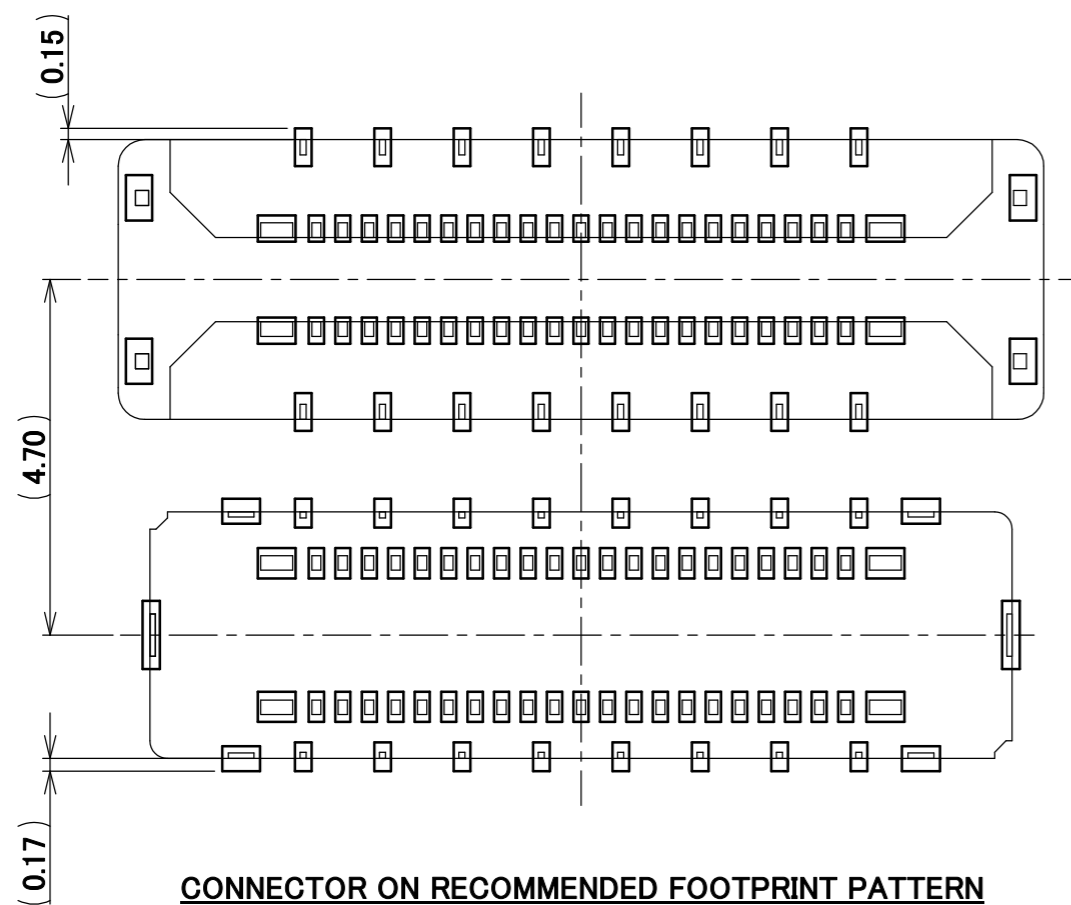 (0.15)
(4.70)
(0.17)
CONNECTOR ON RECOMMENDED FOOTPRINT PATTERN